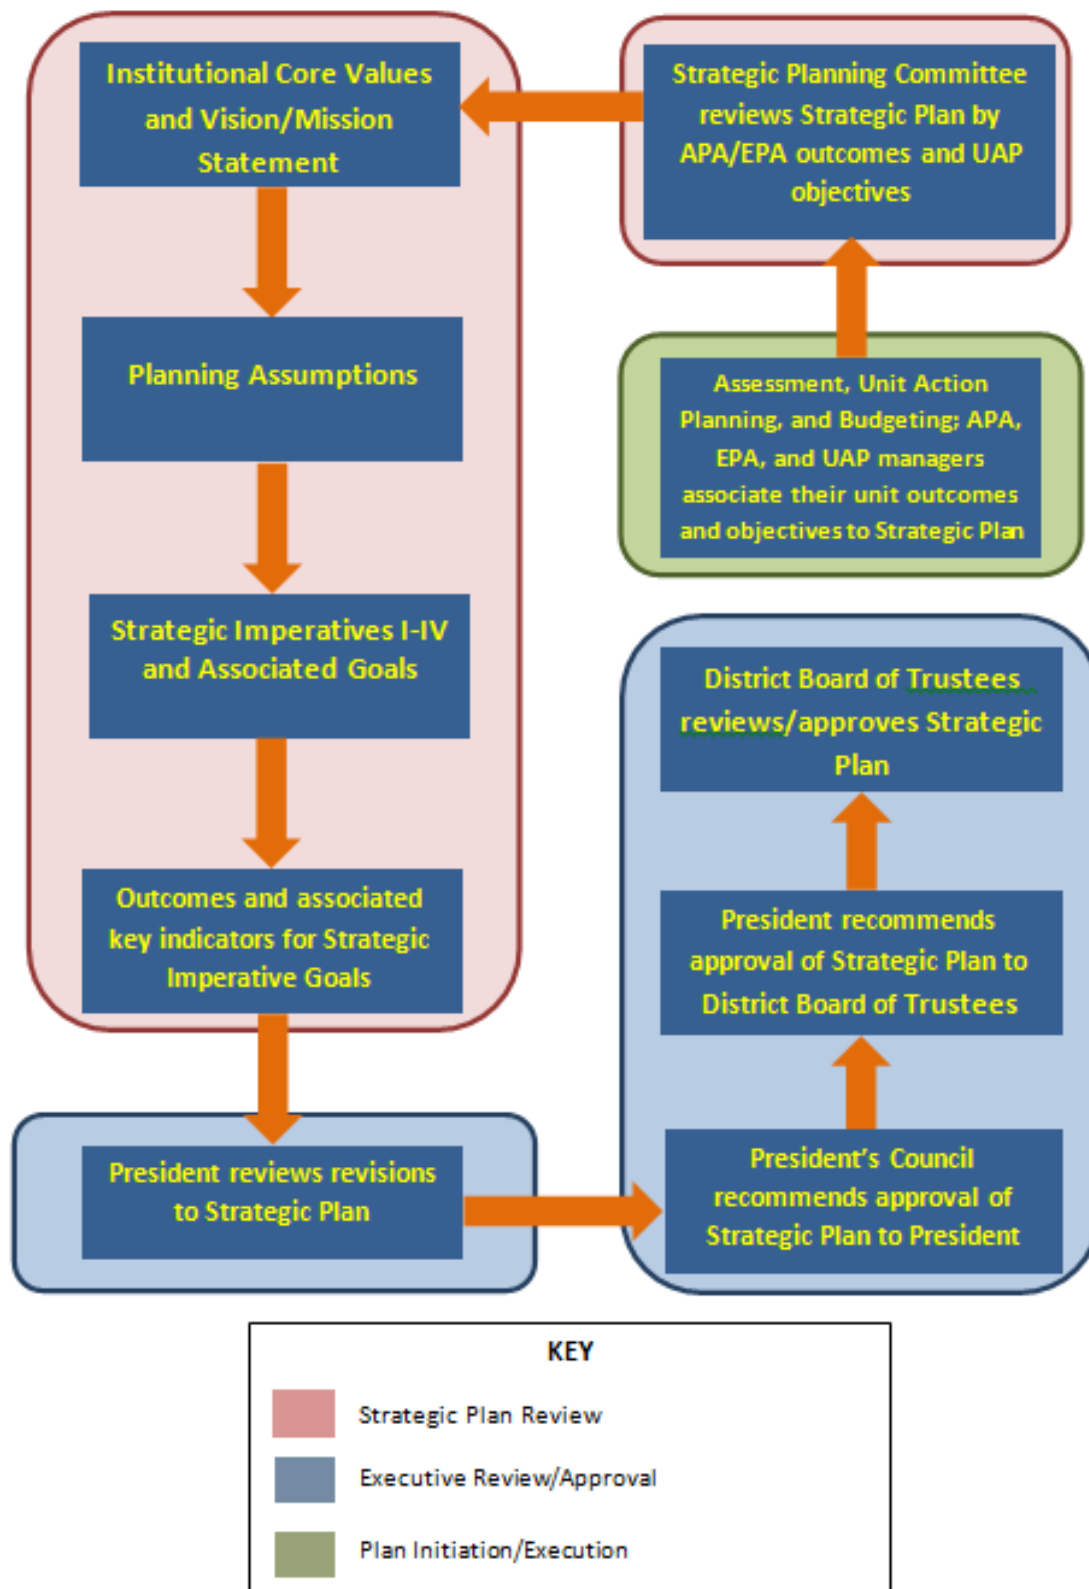 Institutional Core Values
and Vision/Mission
Statement
Strategic Planning Committee
reviews Strategic Plan by
APA/EPA outcomes and UAP
objectives
Planning Assumptions
Assessment, Unit Action
Planning, and Budgeting; APA,
EPA, and UAP managers
associate their unit outcomes
and objectives to Strategic Plan
Strategic Imperatives I-IV
and Associated Goals
District Board of Trustees
reviews/approves Strategic
Plan
Outcomes and associated
key indicators for Strategic
Imperative Goals
President recommends
approval of Strategic Plan to
District Board of Trustees
President reviews revisions
to Strategic Plan
President's Council
recommends approval of
Strategic Plan to President
KEY
Strategic Plan Review
Executive Review/Approval
Plan Initiation/Execution